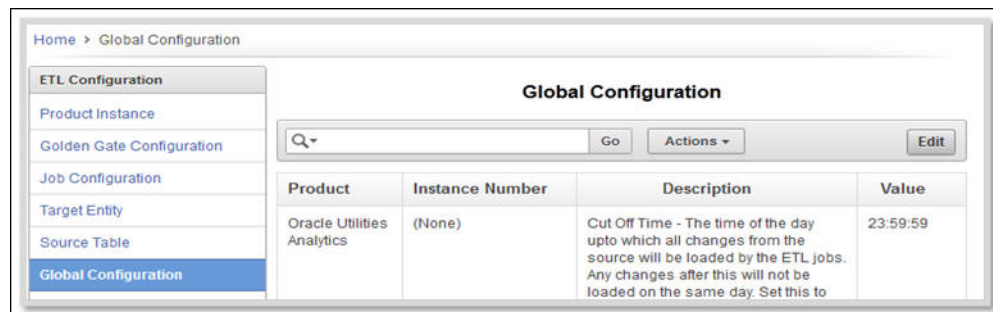 Home > Global Configuration
ETL Configuration
Product Instance
Golden Gate Configuration
Job Configuration
Target Entity
Source Table
Global Configuration
Global Configuration
Go
Actions
Edit
Product
Instance Number
Description
Value
Oracle Utilities
Analytics
(None)
Cut Off Time - The time of the day
upto which all changes from the
source will be loaded by the ETL jobs.
Any changes after this will not be
loaded on the same day. Set this to
23:59:59